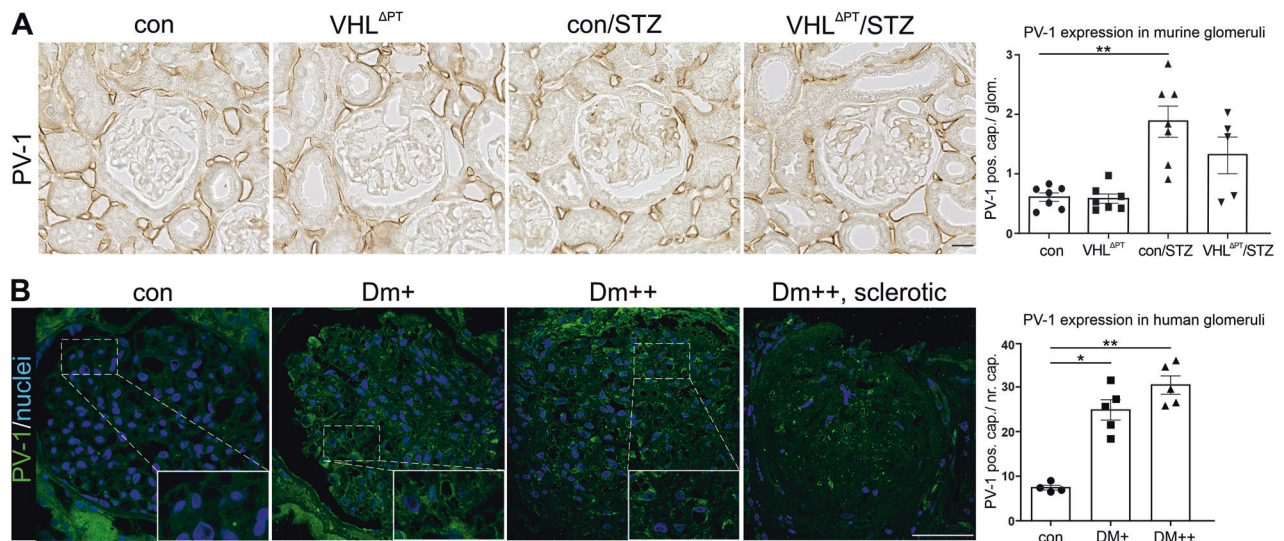 A
con
VHL^ΔPT
con/STZ
VHL^ΔPT/STZ
PV-1
PV-1 expression in murine glomeruli
**
PV-1 pos. cap./ glom.
3
2
1
0
con
VHL^ΔPT
con/STZ
VHL^ΔPT/STZ
B
con
Dm+
Dm++
Dm++, sclerotic
PV-1/nuclei
PV-1 expression in human glomeruli
**
*
PV-1 pos. cap./ nr. cap.
40
30
20
10
0
con
DM+
DM++